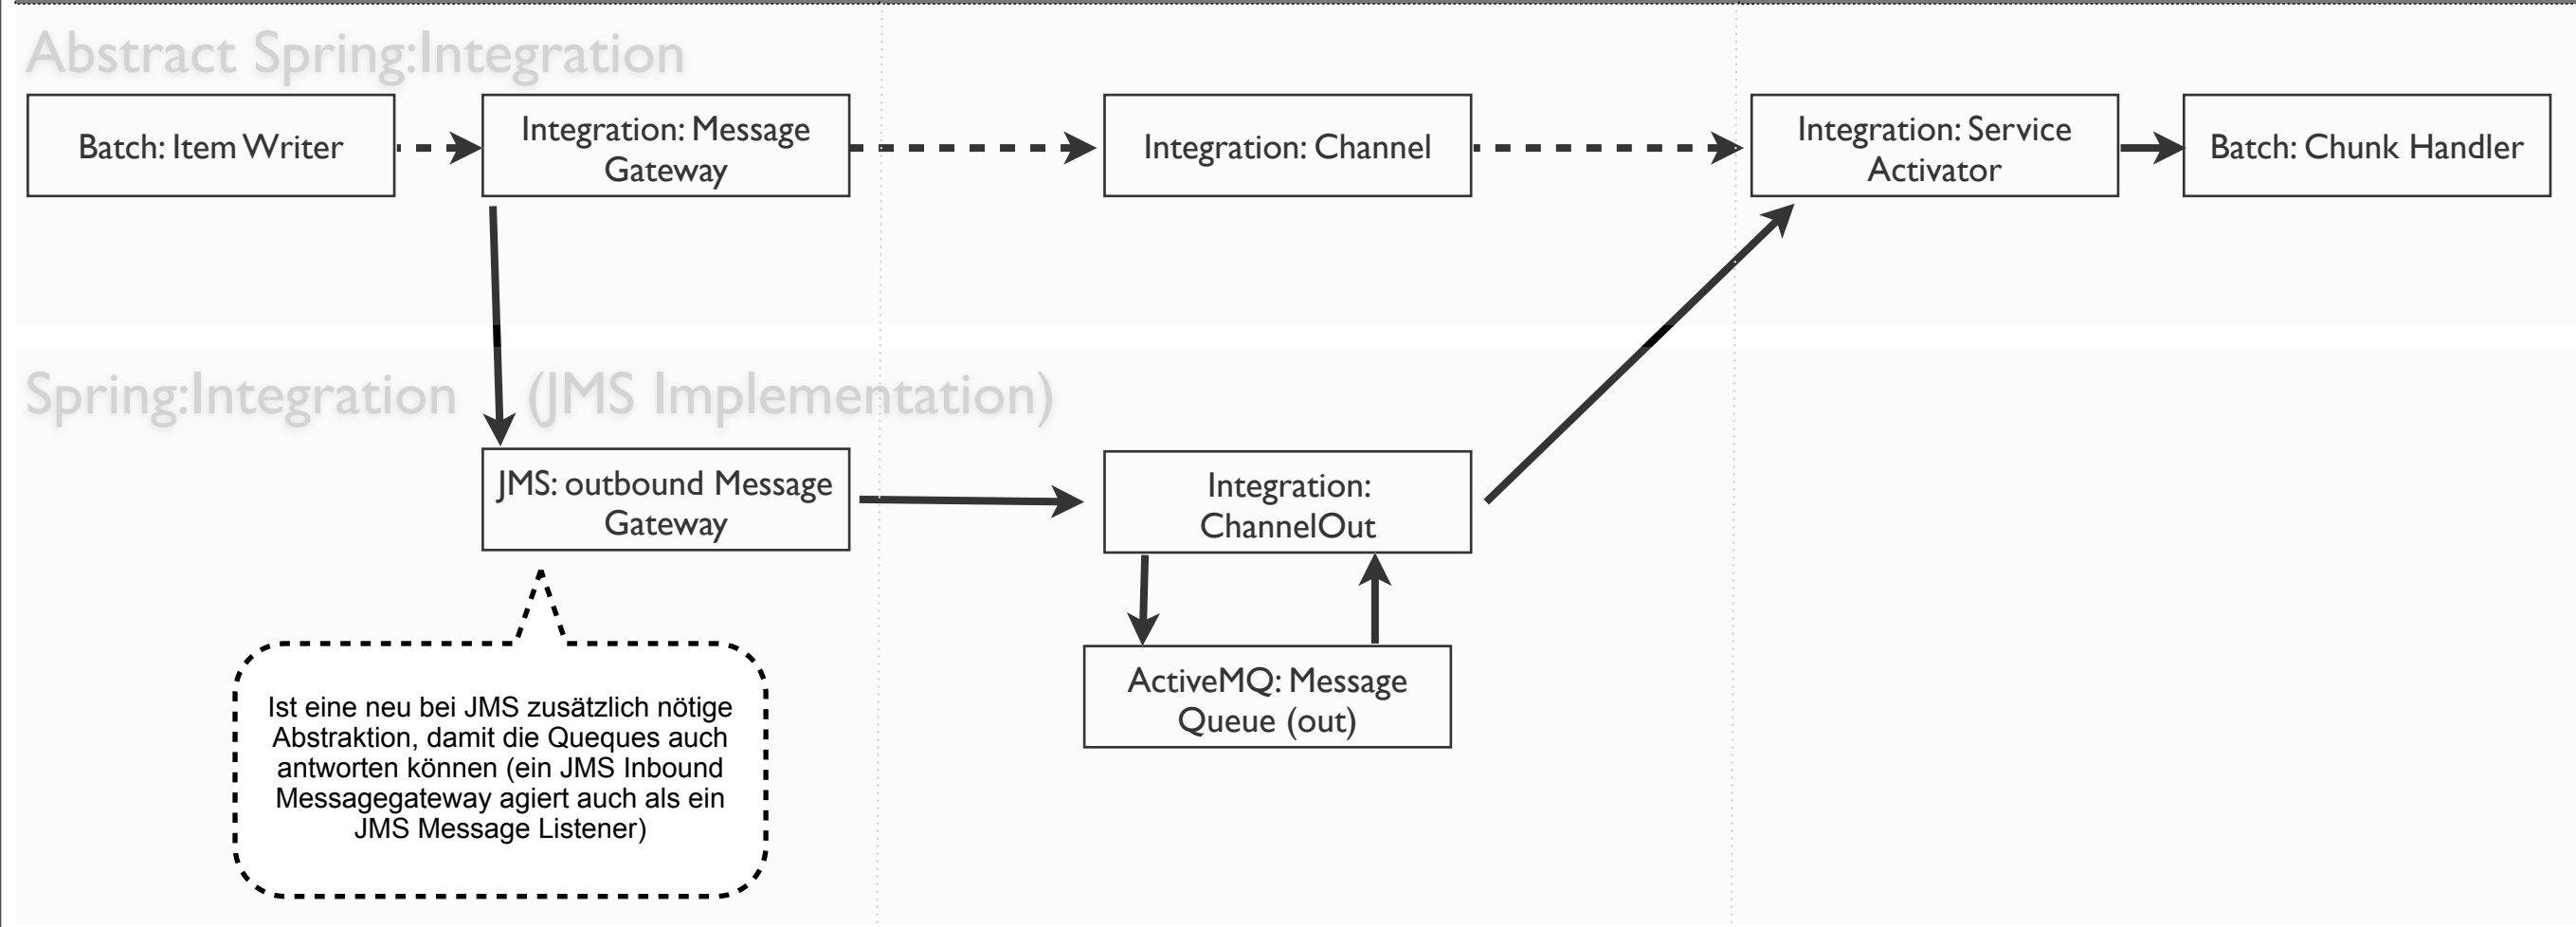 Abstract Spring:Integration
Batch: Item Writer
Integration: Message
Gateway
Integration: Channel
Integration: Service
Activator
Batch: Chunk Handler
Spring:Integration (JMS Implementation)
JMS: outbound Message
Gateway
Integration:
ChannelOut
ActiveMQ: Message
Queue (out)
Ist eine neu bei JMS zusätzlich nötige
Abstraktion, damit die Queques auch
antworten können (ein JMS Inbound
Messagegateway agiert auch als ein
JMS Message Listener)